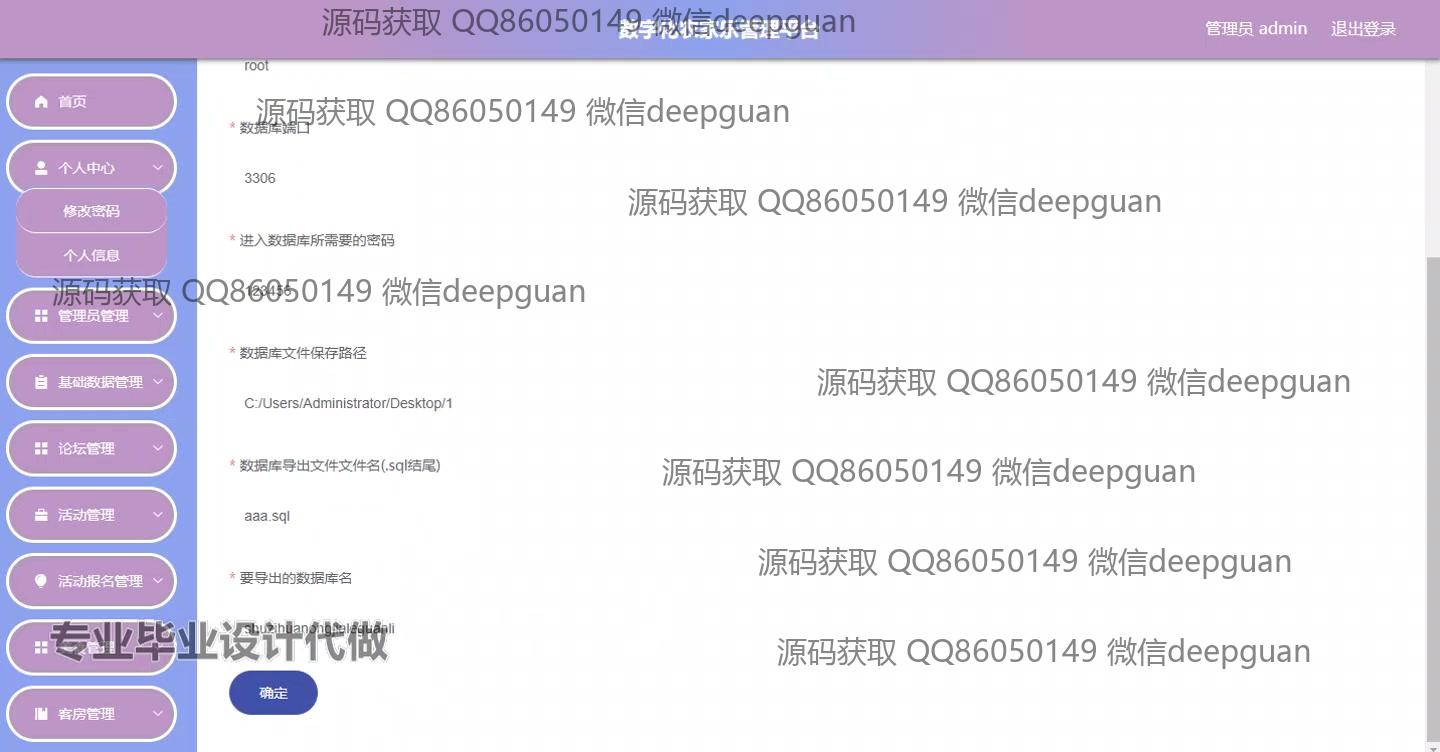 源码获取 QQ86050149 微信deepguan
数字化农家乐管理平台
管理员 admin
退出登录
首页
个人中心
修改密码
个人信息
管理员管理
基础数据管理
论坛管理
活动管理
活动报名管理
管理
客房管理
root
源码获取 QQ86050149 微信deepguan
* 数据库端口
3306
源码获取 QQ86050149 微信deepguan
* 进入数据库所需要的密码
123456
源码获取 QQ86050149 微信deepguan
* 数据库文件保存路径
源码获取 QQ86050149 微信deepguan
C:/Users/Administrator/Desktop/1
* 数据库导出文件文件名(.sql结尾)
源码获取 QQ86050149 微信deepguan
aaa.sql
源码获取 QQ86050149 微信deepguan
* 要导出的数据库名
shuzihuanongjialeguanli
专业毕业设计代做
源码获取 QQ86050149 微信deepguan
确定